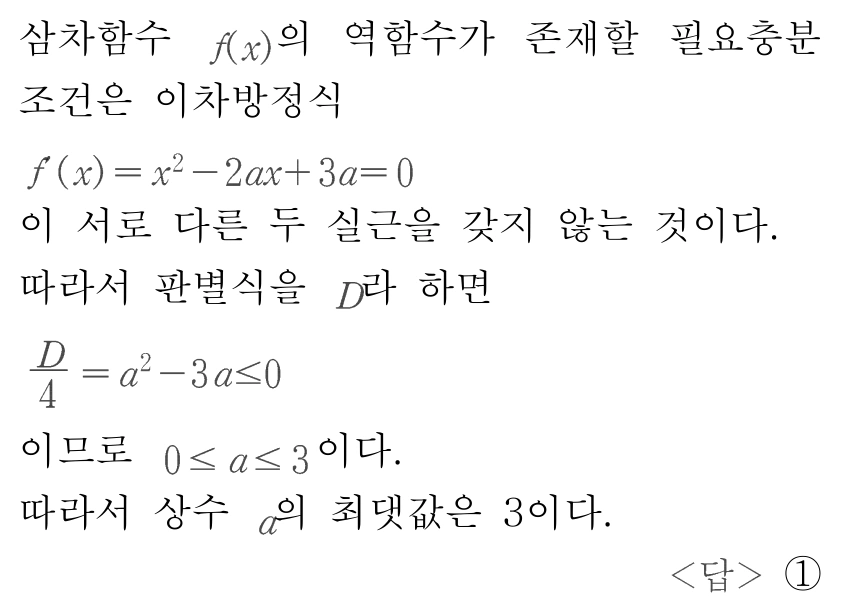 삼차함수 f(x)의 역함수가 존재할 필요충분
조건은 이차방정식
f′(x)=x²−2ax+3a=0
이 서로 다른 두 실근을 갖지 않는 것이다.
따라서 판별식을 D라 하면
D/4=a²−3a≤0
이므로 0≤a≤3이다.
따라서 상수 a의 최댓값은 3이다.
<답> ①